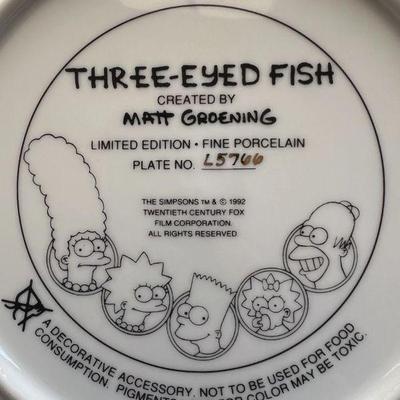 THREE-EYED FISH
CREATED BY
MATT GROENING
LIMITED EDITION • FINE PORCELAIN
PLATE NO. L5766
THE SIMPSONS ™ & © 1992
TWENTIETH CENTURY FOX
FILM CORPORATION.
ALL RIGHTS RESERVED.
A DECORATIVE ACCESSORY. NOT TO BE USED FOR FOOD
CONSUMPTION. PIGMENTS FOR COLOR MAY BE TOXIC.